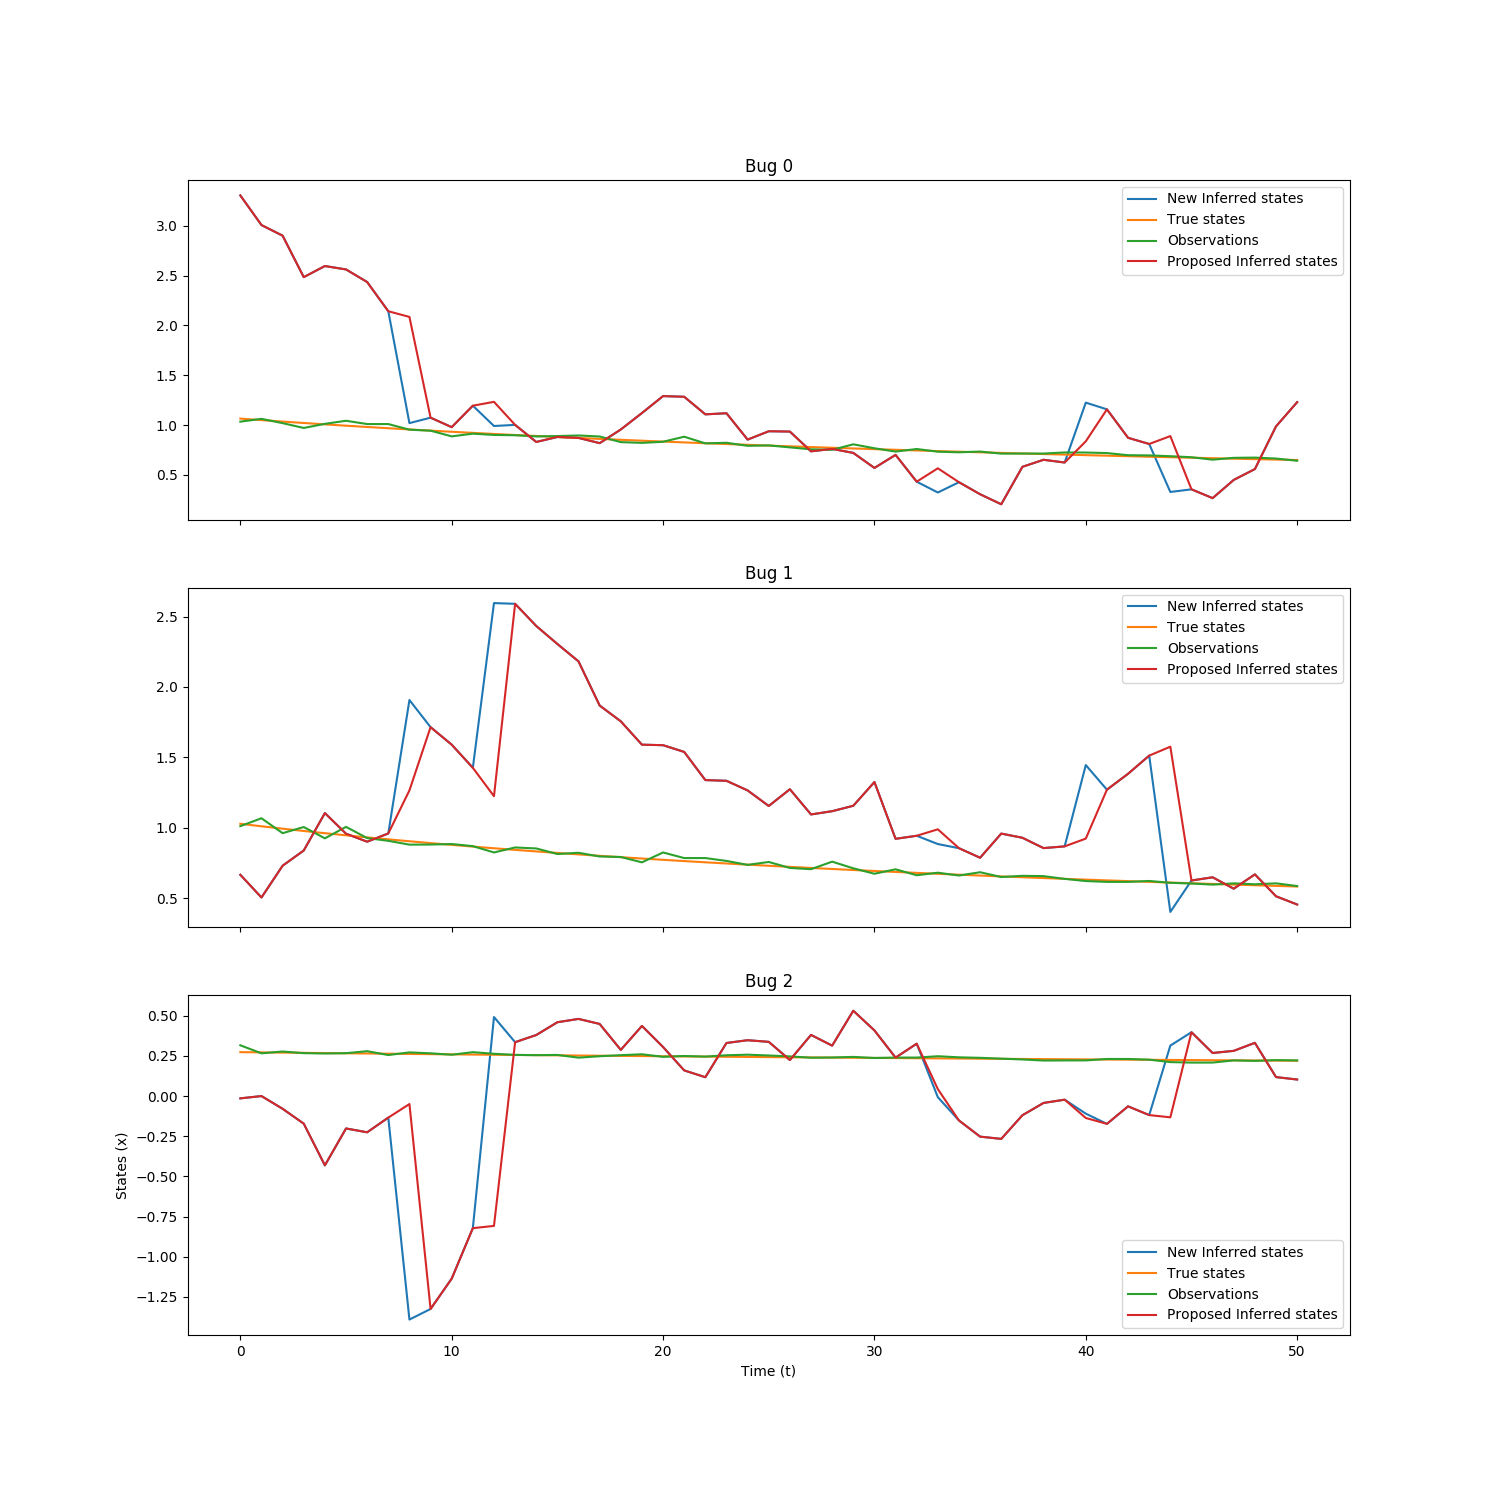 Bug 0
New Inferred states
True states
Observations
Proposed Inferred states
3.0
2.5
2.0
1.5
1.0
0.5
Bug 1
New Inferred states
True states
Observations
Proposed Inferred states
2.5
2.0
1.5
1.0
0.5
Bug 2
0.50
0.25
0.00
−0.25
−0.50
−0.75
−1.00
−1.25
States (x)
New Inferred states
True states
Observations
Proposed Inferred states
0 10 20 30 40 50
Time (t)